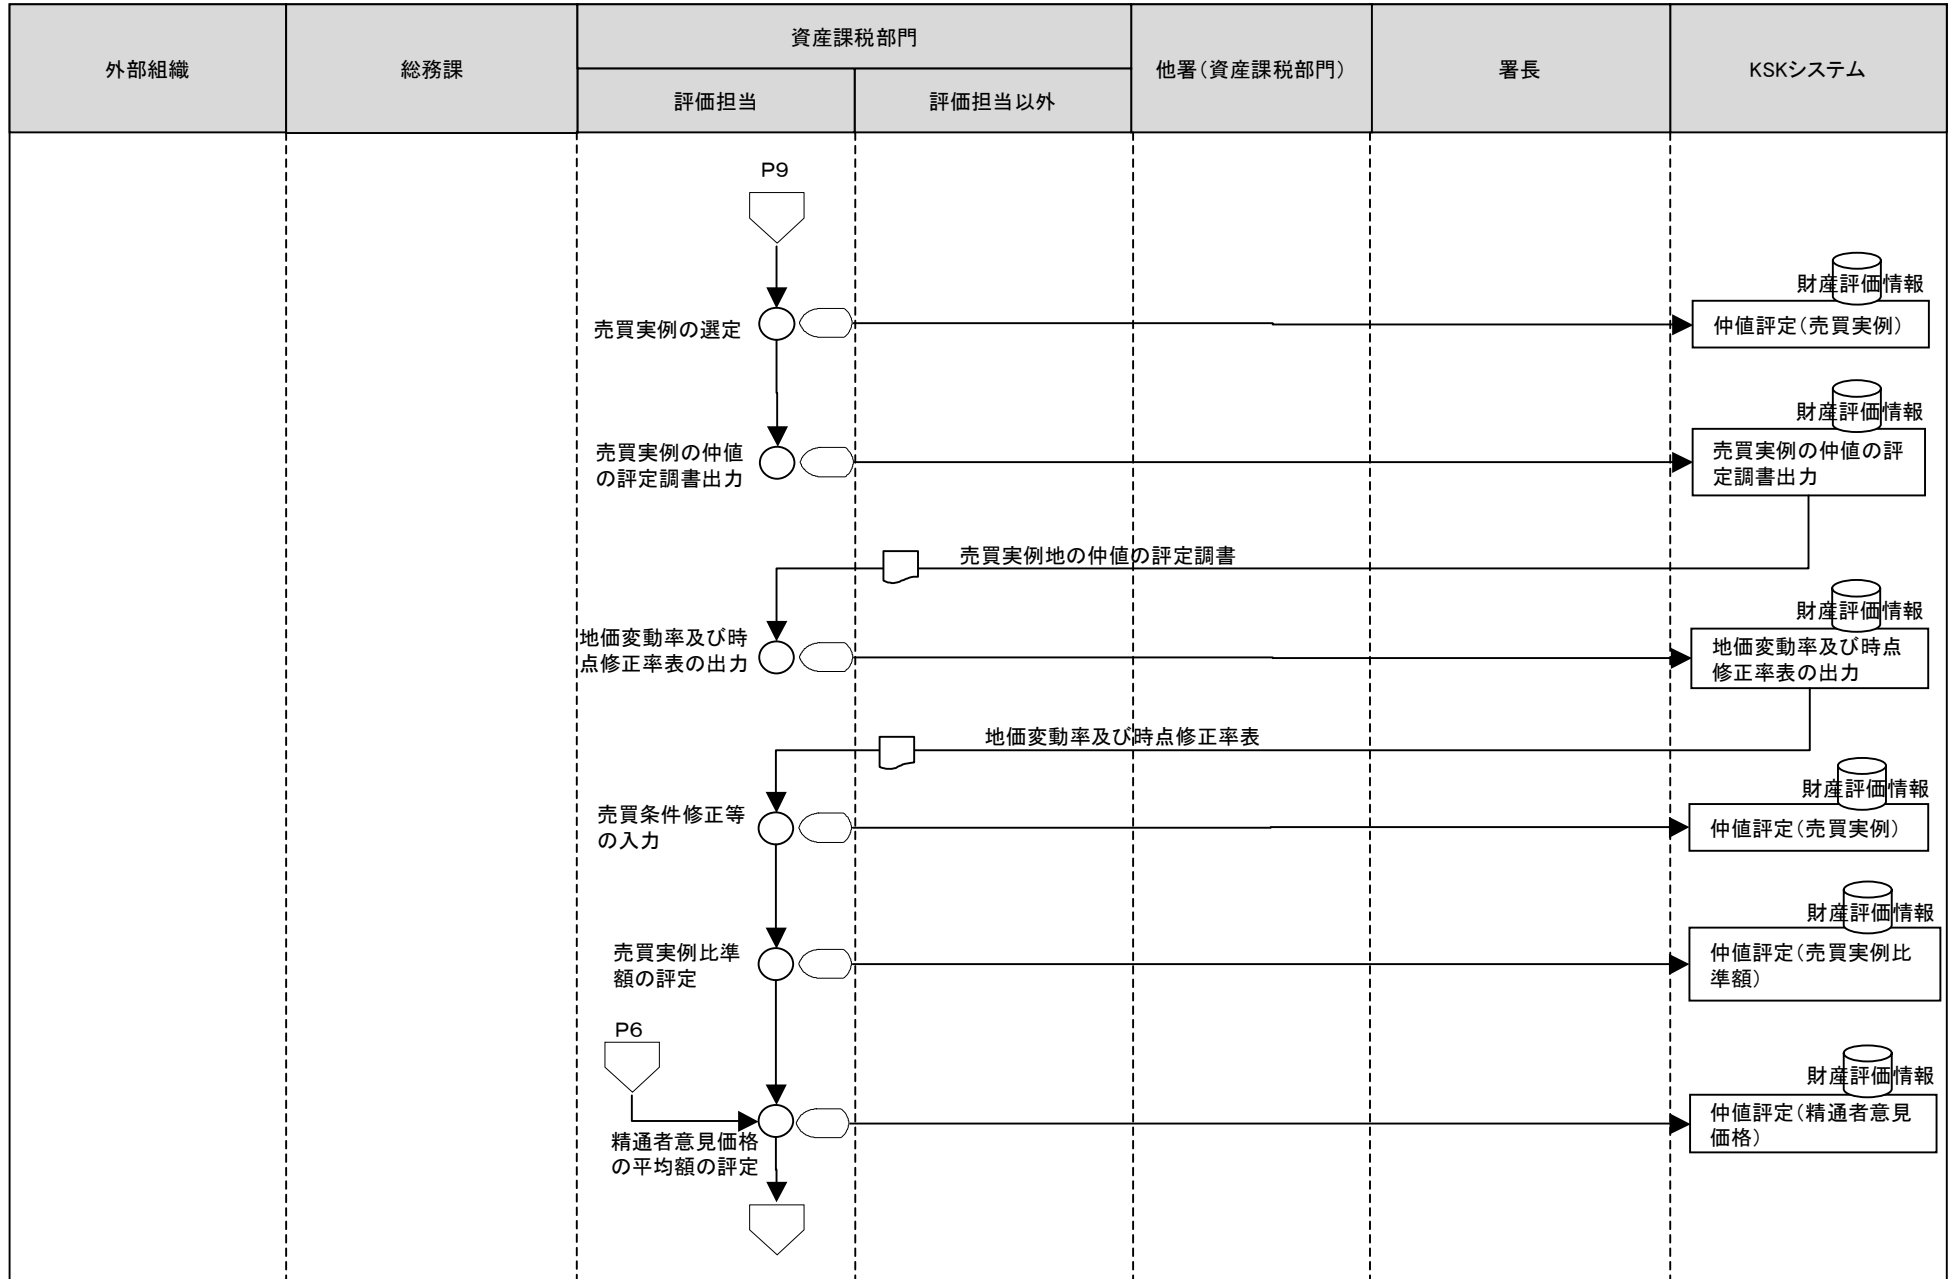 外部組織
総務課
資産課税部門
評価担当
評価担当以外
他署(資産課税部門)
署長
KSKシステム
P9
売買実例の選定
財産評価情報
仲値評定(売買実例)
売買実例の仲値
の評定調書出力
財産評価情報
売買実例の仲値の評
定調書出力
売買実例地の仲値の評定調書
地価変動率及び時
点修正率表の出力
財産評価情報
地価変動率及び時点
修正率表の出力
地価変動率及び時点修正率表
売買条件修正等
の入力
財産評価情報
仲値評定(売買実例)
売買実例比準
額の評定
財産評価情報
仲値評定(売買実例比
準額)
P6
精通者意見価格
の平均額の評定
財産評価情報
仲値評定(精通者意見
価格)